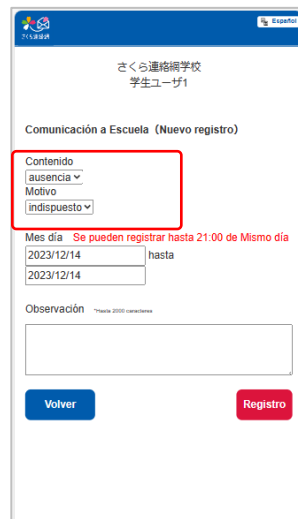 さくら連絡網
Español
さくら連絡網学校
学生ユーザ1
Comunicación a Escuela（Nuevo registro）
Contenido
ausencia
Motivo
indispuesto
Mes día Se pueden registrar hasta 21:00 de Mismo día
2023/12/14 hasta
2023/12/14
Observación *Hasta 2000 caracteres
Volver Registro